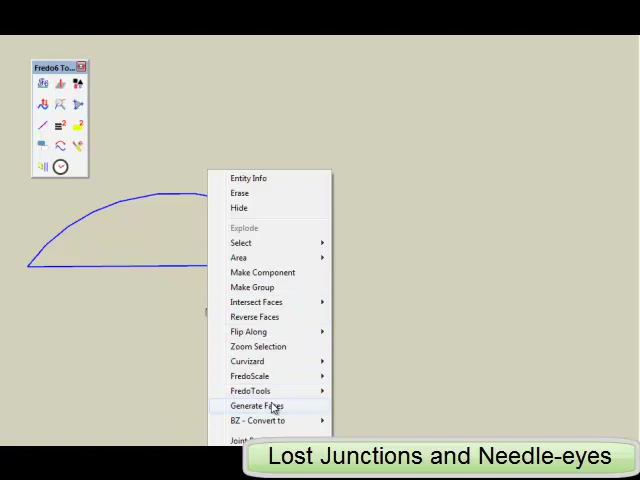 Fredo6 To...
Entity Info
Erase
Hide
Explode
Select
Area
Make Component
Make Group
Intersect Faces
Reverse Faces
Flip Along
Zoom Selection
Curvizard
FredoScale
FredoTools
Generate Faces
BZ - Convert to
Joint
Lost Junctions and Needle-eyes